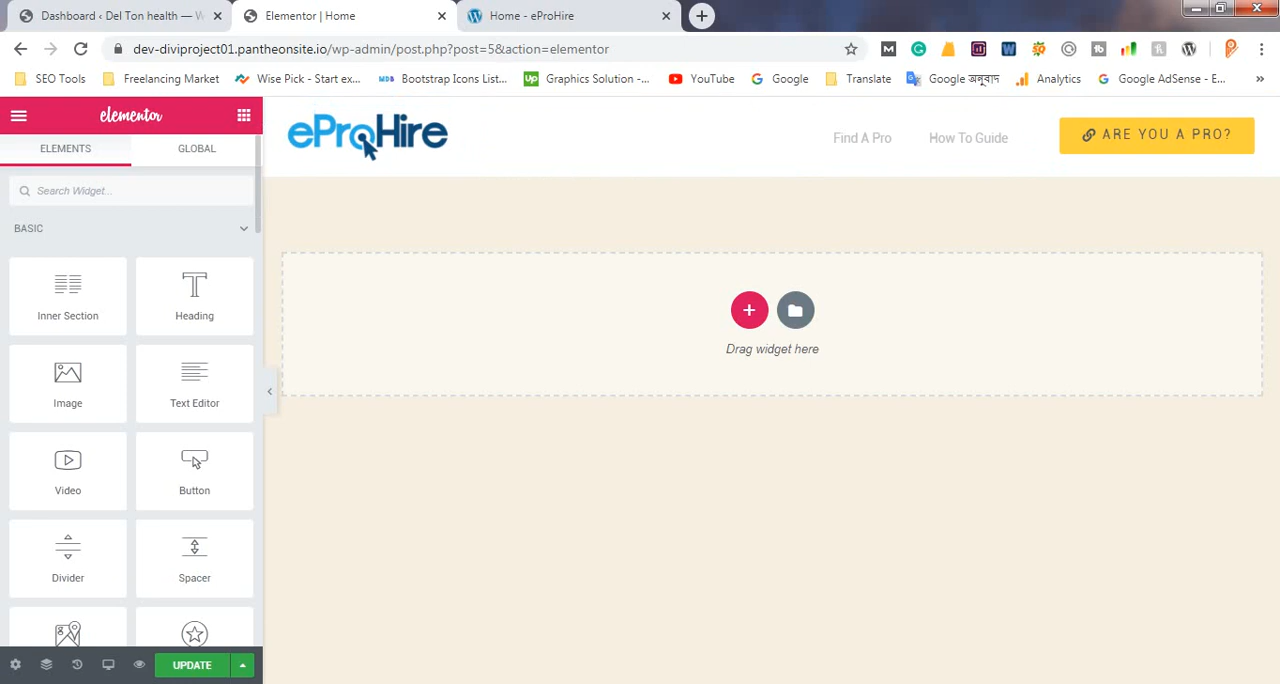 Dashboard ‹ Del Ton health — W
Elementor | Home
Home - eProHire
dev-diviproject01.pantheonsite.io/wp-admin/post.php?post=5&action=elementor
SEO Tools
Freelancing Market
Wise Pick - Start ex...
MDB
Bootstrap Icons List...
Up
Graphics Solution -...
YouTube
Google
Translate
Google অনুবাদ
Analytics
Google AdSense - E...
»
elementor
eProHire
Find A Pro
How To Guide
ARE YOU A PRO?
ELEMENTS
GLOBAL
Search Widget...
BASIC
Inner Section
Heading
Image
Text Editor
Drag widget here
Video
Button
Divider
Spacer
UPDATE